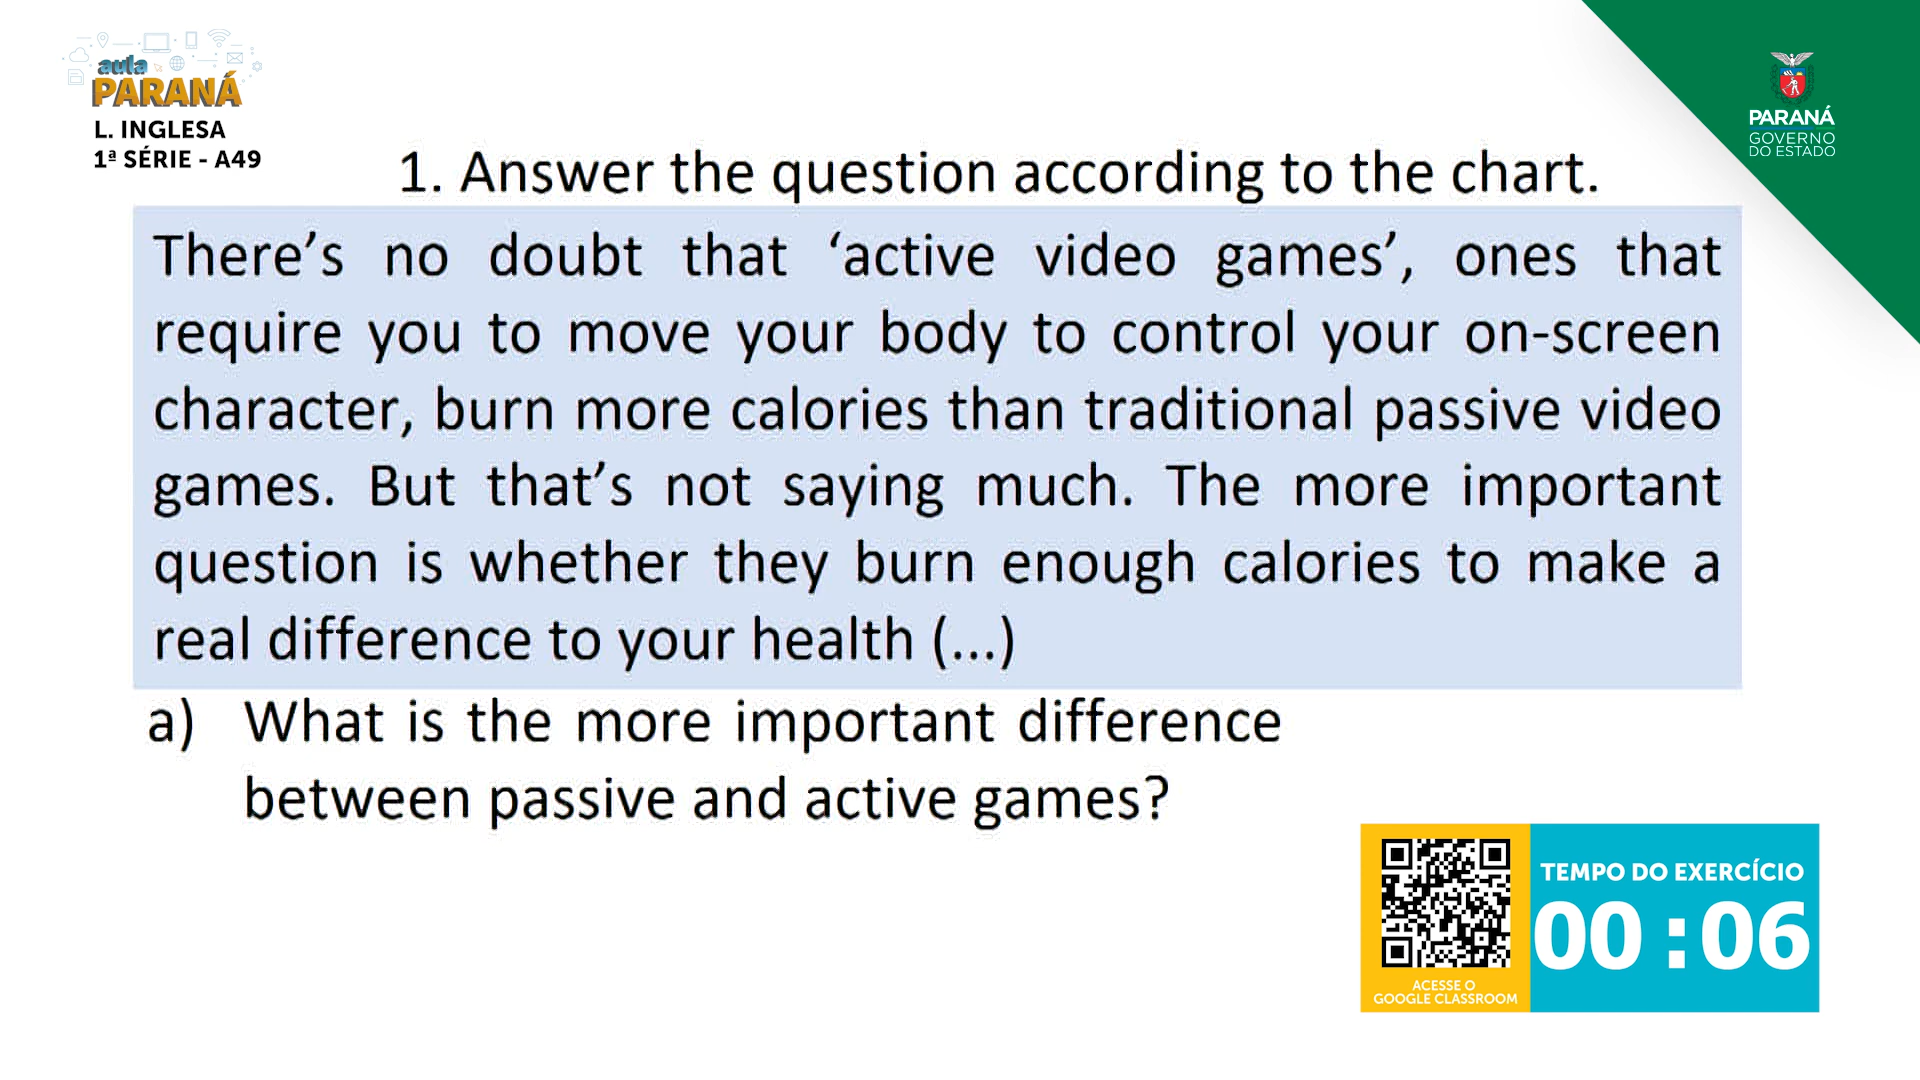 aula
PARANÁ
L. INGLESA
1ª SÉRIE - A49
PARANÁ
GOVERNO
DO ESTADO
1. Answer the question according to the chart.
There’s no doubt that ‘active video games’, ones that
require you to move your body to control your on-screen
character, burn more calories than traditional passive video
games. But that’s not saying much. The more important
question is whether they burn enough calories to make a
real difference to your health (...)
a) What is the more important difference
between passive and active games?
TEMPO DO EXERCÍCIO
00 :06
ACESSE O
GOOGLE CLASSROOM